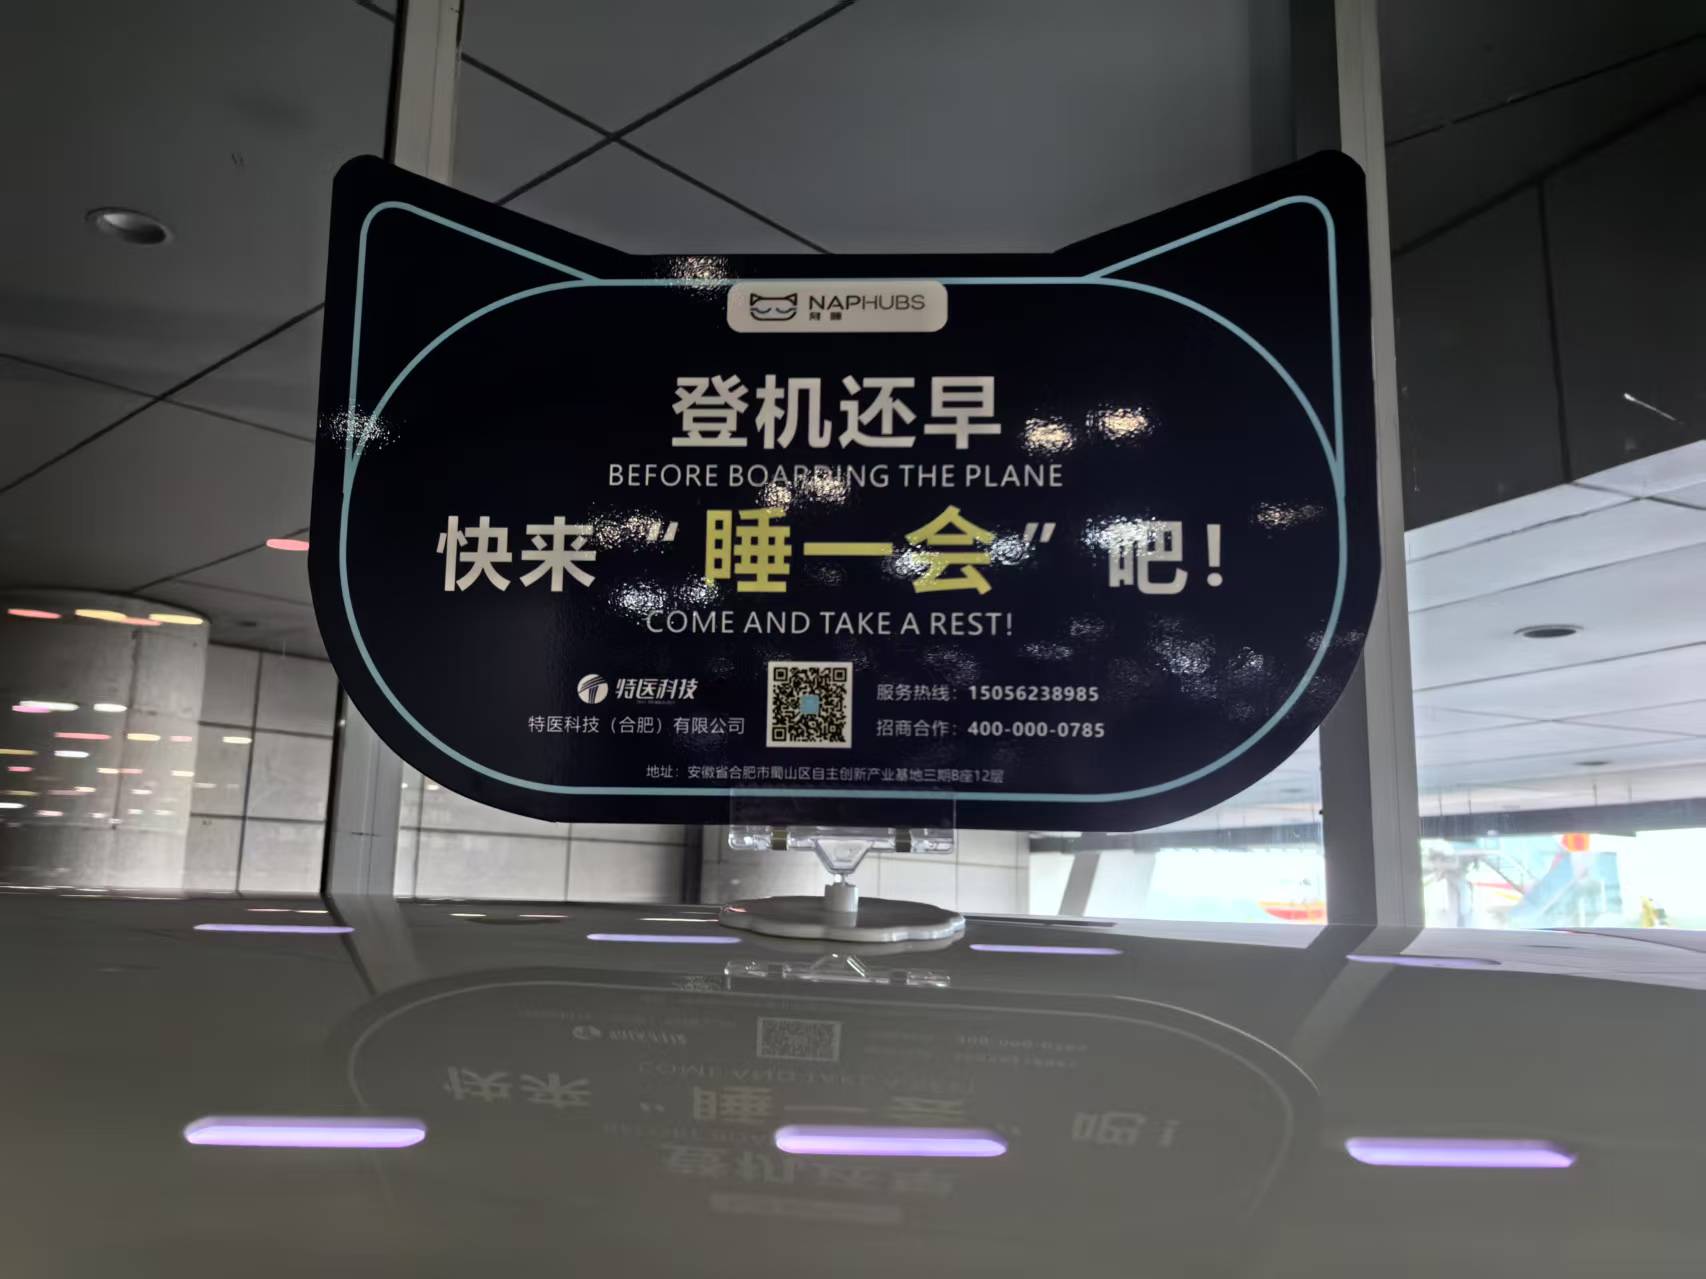 NAPHUBS
登机还早
BEFORE BOARDING THE PLANE
快来“睡一会”吧!
COME AND TAKE A REST!
特医科技
特医科技(合肥)有限公司
服务热线:15056238985
招商合作:400-000-0785
地址:安徽省合肥市蜀山区自主创新产业基地三期B座12层